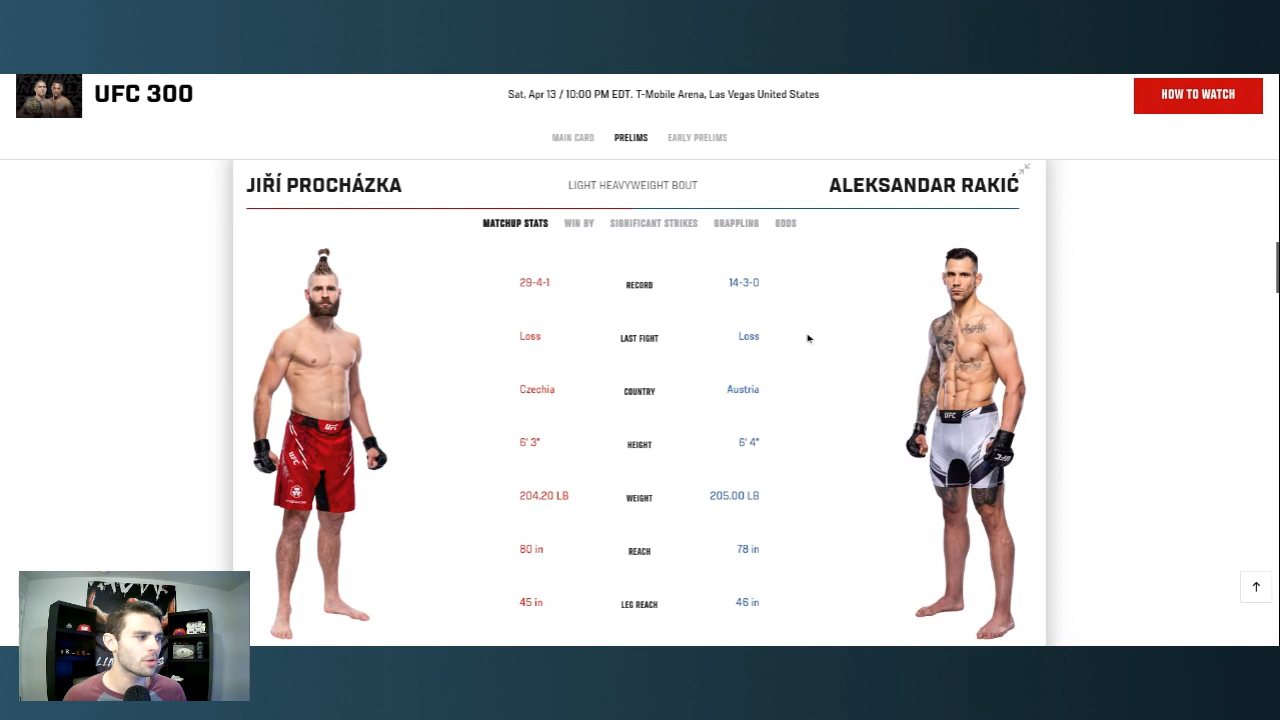 UFC 300
Sat, Apr 13 / 10:00 PM EDT. T-Mobile Arena, Las Vegas United States
HOW TO WATCH
MAIN CARD PRELIMS EARLY PRELIMS
JIŘÍ PROCHÁZKA LIGHT HEAVYWEIGHT BOUT ALEKSANDAR RAKIĆ
MATCHUP STATS WIN BY SIGNIFICANT STRIKES GRAPPLING ODDS
29-4-1 RECORD 14-3-0
Loss LAST FIGHT Loss
Czechia COUNTRY Austria
6' 3" HEIGHT 6' 4"
204.20 LB WEIGHT 205.00 LB
80 in REACH 78 in
45 in LEG REACH 46 in
UFC
UFC